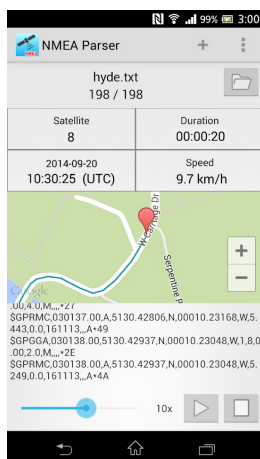 99% 3:00
NMEA Parser
hyde.txt
198 / 198
Satellite
8
Duration
00:00:20
2014-09-20
10:30:25 (UTC)
Speed
9.7 km/h
W Carriage Dr
Serpentine
Google
.00,4.0,M,,,,*27
$GPRMC,030137.00,A,5130.42806,N,00010.23168,W,5.
443,0.0,161113,,,A*49
$GPGGA,030138.00,5130.42937,N,00010.23048,W,1,8,0
.00,2.0,M,,,,*2E
$GPRMC,030138.00,A,5130.42937,N,00010.23048,W,5.
249,0.0,161113,,,A*4A
10x